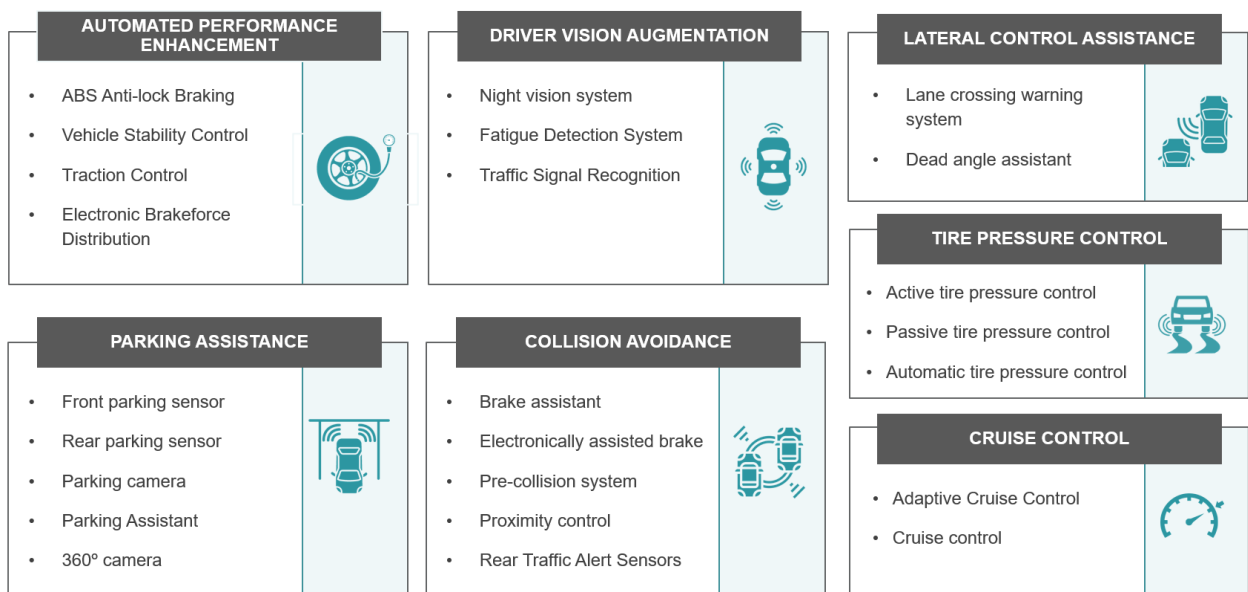 AUTOMATED PERFORMANCE
ENHANCEMENT
• ABS Anti-lock Braking
• Vehicle Stability Control
• Traction Control
• Electronic Brakeforce
Distribution
DRIVER VISION AUGMENTATION
• Night vision system
• Fatigue Detection System
• Traffic Signal Recognition
LATERAL CONTROL ASSISTANCE
• Lane crossing warning
system
• Dead angle assistant
TIRE PRESSURE CONTROL
• Active tire pressure control
• Passive tire pressure control
• Automatic tire pressure control
PARKING ASSISTANCE
• Front parking sensor
• Rear parking sensor
• Parking camera
• Parking Assistant
• 360º camera
COLLISION AVOIDANCE
• Brake assistant
• Electronically assisted brake
• Pre-collision system
• Proximity control
• Rear Traffic Alert Sensors
CRUISE CONTROL
• Adaptive Cruise Control
• Cruise control